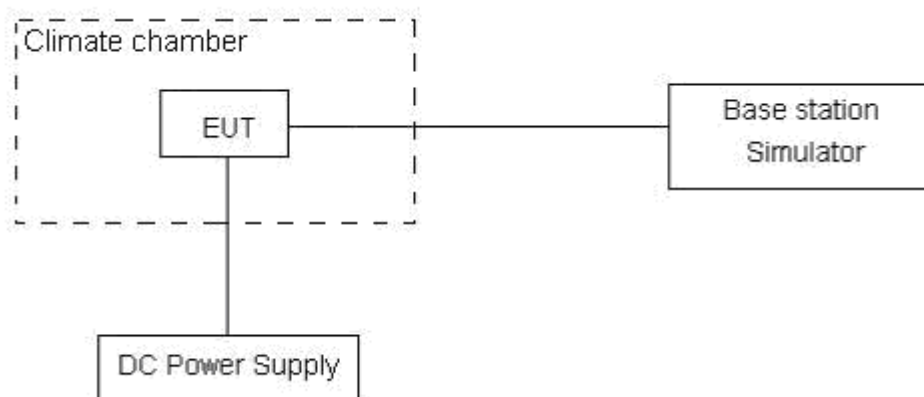 Climate chamber
EUT
Base station
Simulator
DC Power Supply